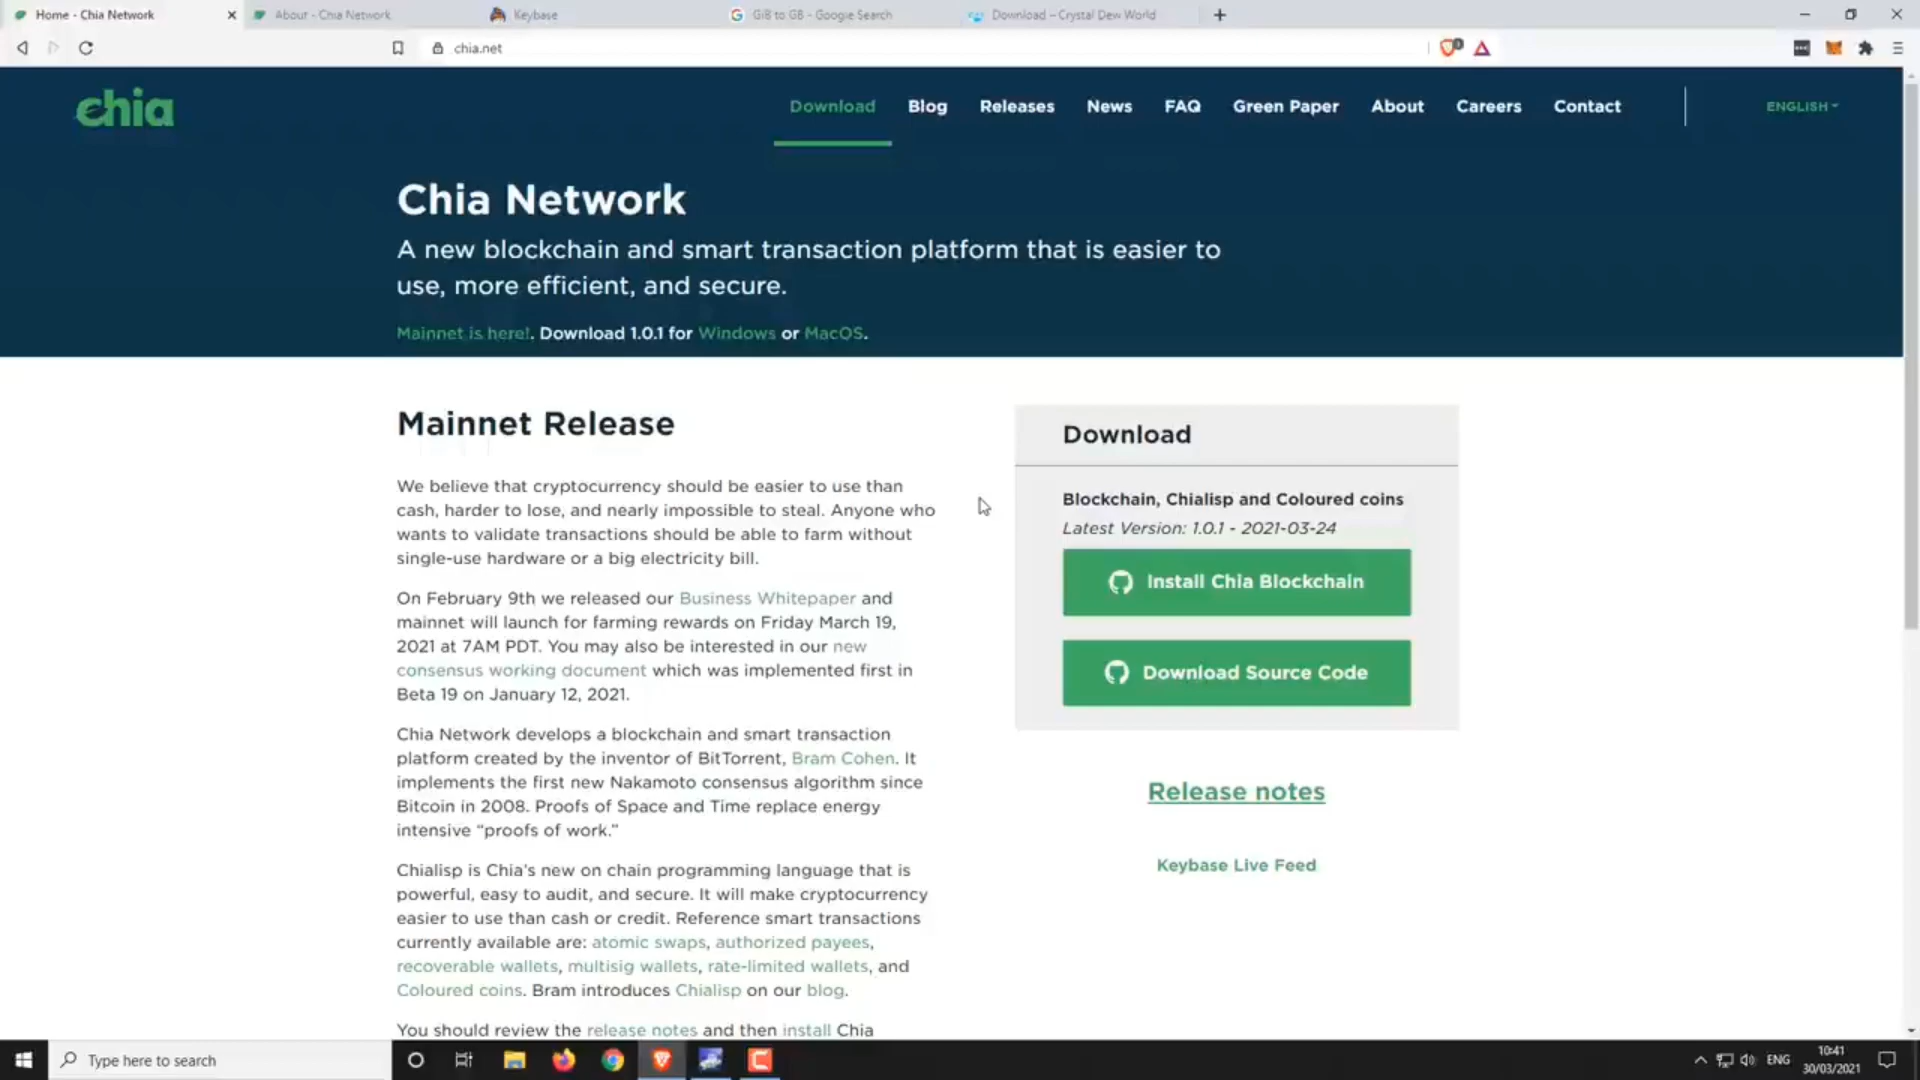 Home - Chia Network
About - Chia Network
Keybase
GiB to GB - Google Search
Download – Crystal Dew World
chia.net
chia
Download
Blog
Releases
News
FAQ
Green Paper
About
Careers
Contact
ENGLISH
Chia Network
A new blockchain and smart transaction platform that is easier to
use, more efficient, and secure.
Mainnet is here!. Download 1.0.1 for Windows or MacOS.
Mainnet Release
We believe that cryptocurrency should be easier to use than
cash, harder to lose, and nearly impossible to steal. Anyone who
wants to validate transactions should be able to farm without
single-use hardware or a big electricity bill.
On February 9th we released our Business Whitepaper and
mainnet will launch for farming rewards on Friday March 19,
2021 at 7AM PDT. You may also be interested in our new
consensus working document which was implemented first in
Beta 19 on January 12, 2021.
Chia Network develops a blockchain and smart transaction
platform created by the inventor of BitTorrent, Bram Cohen. It
implements the first new Nakamoto consensus algorithm since
Bitcoin in 2008. Proofs of Space and Time replace energy
intensive “proofs of work.”
Chialisp is Chia’s new on chain programming language that is
powerful, easy to audit, and secure. It will make cryptocurrency
easier to use than cash or credit. Reference smart transactions
currently available are: atomic swaps, authorized payees,
recoverable wallets, multisig wallets, rate-limited wallets, and
Coloured coins. Bram introduces Chialisp on our blog.
You should review the release notes and then install Chia
Download
Blockchain, Chialisp and Coloured coins
Latest Version: 1.0.1 - 2021-03-24
Install Chia Blockchain
Download Source Code
Release notes
Keybase Live Feed
Type here to search
ENG
10:41
30/03/2021